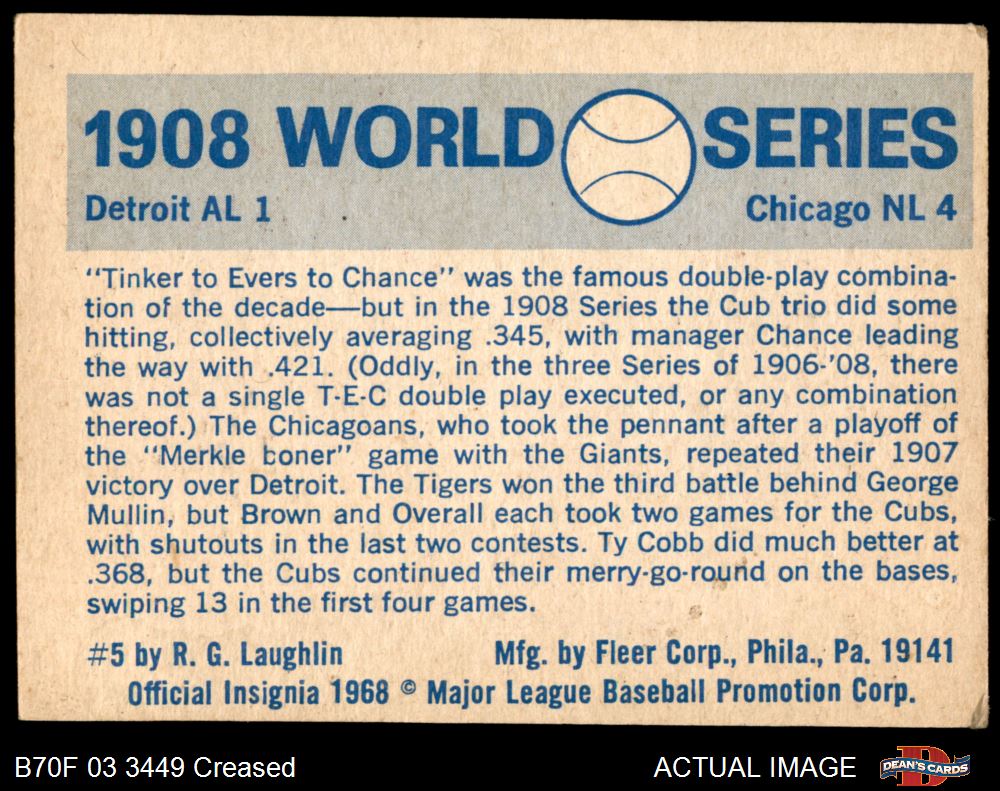 1908 WORLD SERIES
Detroit AL 1 Chicago NL 4
"Tinker to Evers to Chance" was the famous double-play combina-
tion of the decade—but in the 1908 Series the Cub trio did some
hitting, collectively averaging .345, with manager Chance leading
the way with .421. (Oddly, in the three Series of 1906-'08, there
was not a single T-E-C double play executed, or any combination
thereof.) The Chicagoans, who took the pennant after a playoff of
the "Merkle boner" game with the Giants, repeated their 1907
victory over Detroit. The Tigers won the third battle behind George
Mullin, but Brown and Overall each took two games for the Cubs,
with shutouts in the last two contests. Ty Cobb did much better at
.368, but the Cubs continued their merry-go-round on the bases,
swiping 13 in the first four games.
#5 by R. G. Laughlin Mfg. by Fleer Corp., Phila., Pa. 19141
Official Insignia 1968 © Major League Baseball Promotion Corp.
B70F 03 3449 Creased ACTUAL IMAGE D DEAN'S CARDS